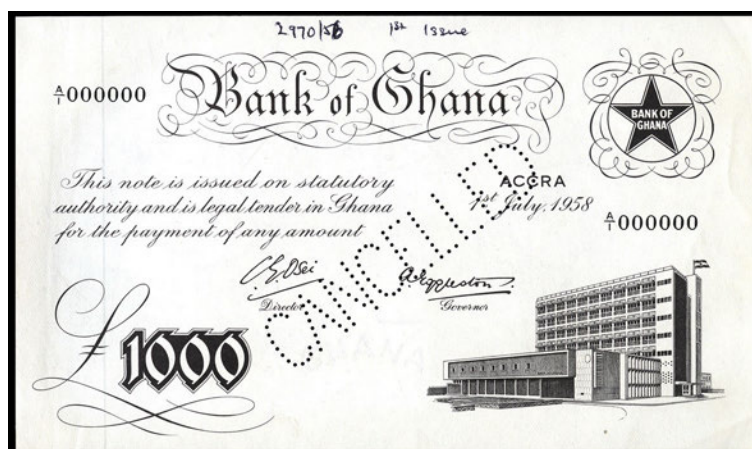 2970/56 1st Issue
A/1 000000
Bank of Ghana
BANK OF
GHANA
This note is issued on statutory
authority and is legal tender in Ghana
for the payment of any amount
ACCRA
1st July, 1958
A/1 000000
CANCELLED
Director
Governor
£1000